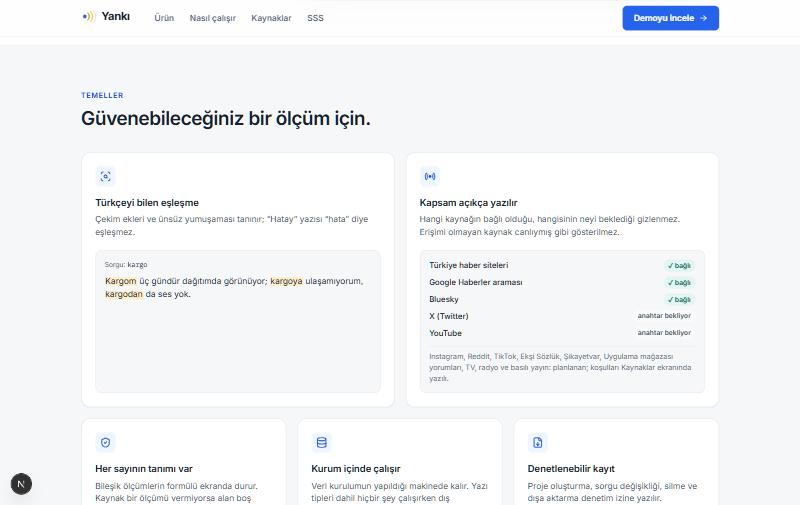 Yankı
Ürün
Nasıl çalışır
Kaynaklar
SSS
Demoyu incele →
TEMELLER
Güvenebileceğiniz bir ölçüm için.
Türkçeyi bilen eşleşme
Çekim ekleri ve ünsüz yumuşaması tanınır; "Hatay" yazısı "hata" diye
eşleşmez.
Sorgu: kargo
Kargom üç gündür dağıtımda görünüyor; kargoya ulaşamıyorum,
kargodan da ses yok.
Kapsam açıkça yazılır
Hangi kaynağın bağlı olduğu, hangisinin neyi beklediği gizlenmez.
Erişimi olmayan kaynak canlıymış gibi gösterilmez.
Türkiye haber siteleri ✓ bağlı
Google Haberler araması ✓ bağlı
Bluesky ✓ bağlı
X (Twitter) anahtar bekliyor
YouTube anahtar bekliyor
Instagram, Reddit, TikTok, Ekşi Sözlük, Şikayetvar, Uygulama mağazası
yorumları, TV, radyo ve basılı yayın: planlanan; koşulları Kaynaklar ekranında
yazılı.
Her sayının tanımı var
Bileşik ölçümlerin formülü ekranda durur.
Kaynak bir ölçümü vermiyorsa alan boş
Kurum içinde çalışır
Veri kurulumun yapıldığı makinede kalır. Yazı
tipleri dahil hiçbir şey çalışırken dış
Denetlenebilir kayıt
Proje oluşturma, sorgu değişikliği, silme ve
dışa aktarma denetim izine yazılır.
N